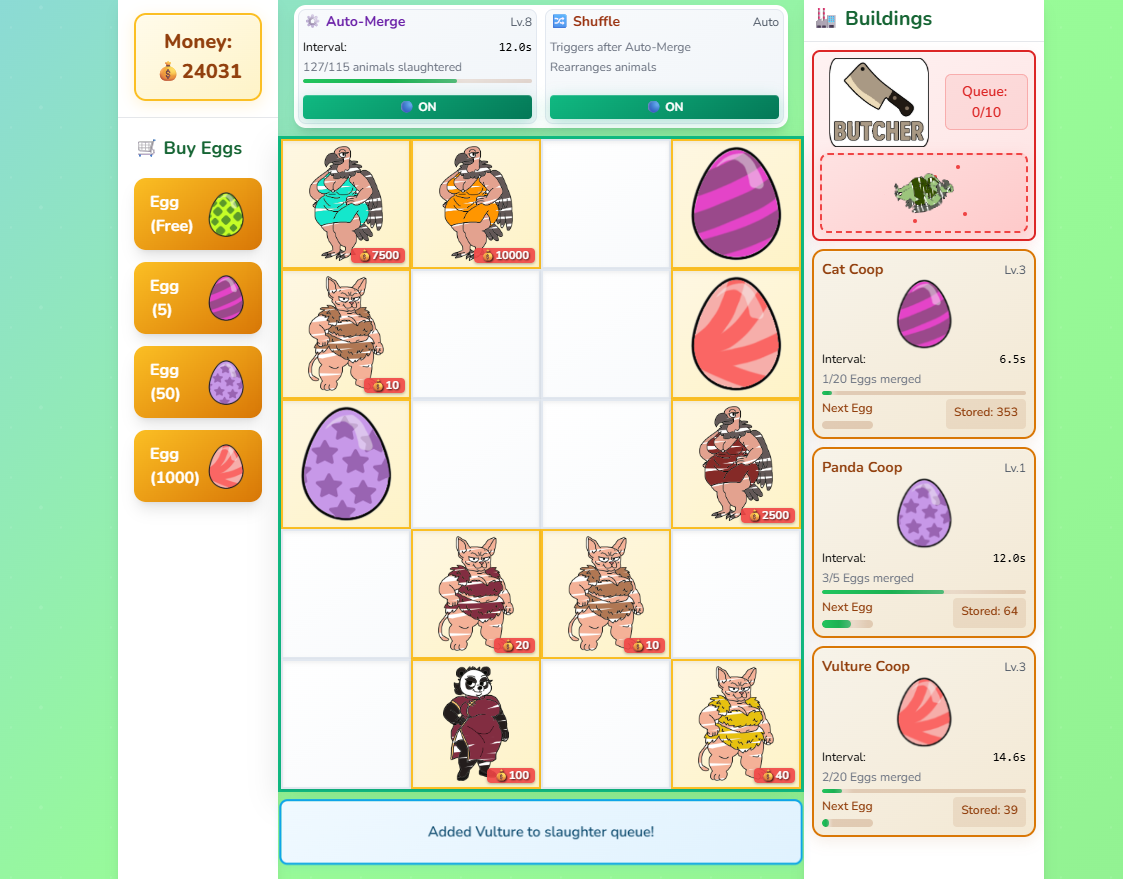 Money:
24031
Buy Eggs
Egg
(Free)
Egg
(5)
Egg
(50)
Egg
(1000)
Auto-Merge Lv.8
Interval: 12.0s
127/115 animals slaughtered
ON
Shuffle Auto
Triggers after Auto-Merge
Rearranges animals
ON
7500
10000
10
2500
20
10
100
40
Added Vulture to slaughter queue!
Buildings
BUTCHER
Queue:
0/10
Cat Coop Lv.3
Interval: 6.5s
1/20 Eggs merged
Next Egg
Stored: 353
Panda Coop Lv.1
Interval: 12.0s
3/5 Eggs merged
Next Egg
Stored: 64
Vulture Coop Lv.3
Interval: 14.6s
2/20 Eggs merged
Next Egg
Stored: 39